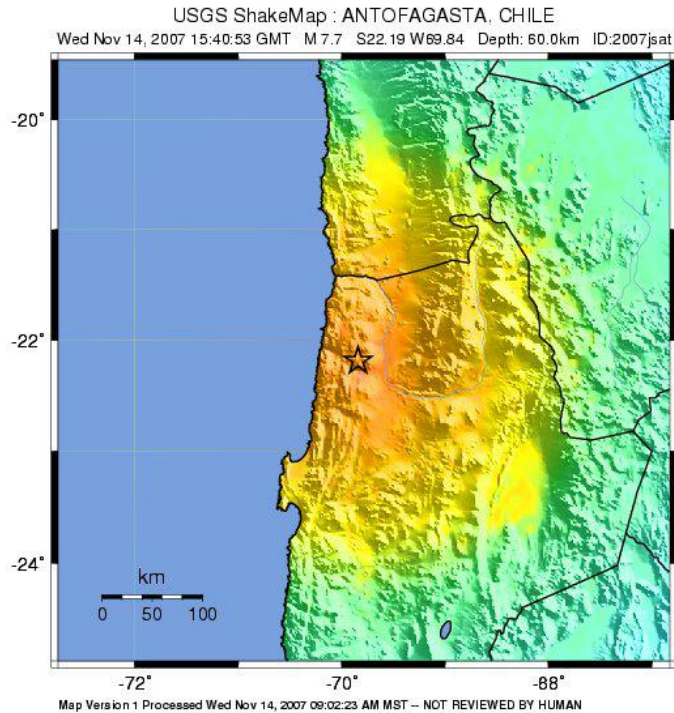 USGS ShakeMap : ANTOFAGASTA, CHILE
Wed Nov 14, 2007 15:40:53 GMT M 7.7 S22.19 W69.84 Depth: 60.0km ID:2007jsat
-20°
-22°
-24°
km
0 50 100
-72° -70° -68°
Map Version 1 Processed Wed Nov 14, 2007 09:02:23 AM MST -- NOT REVIEWED BY HUMAN